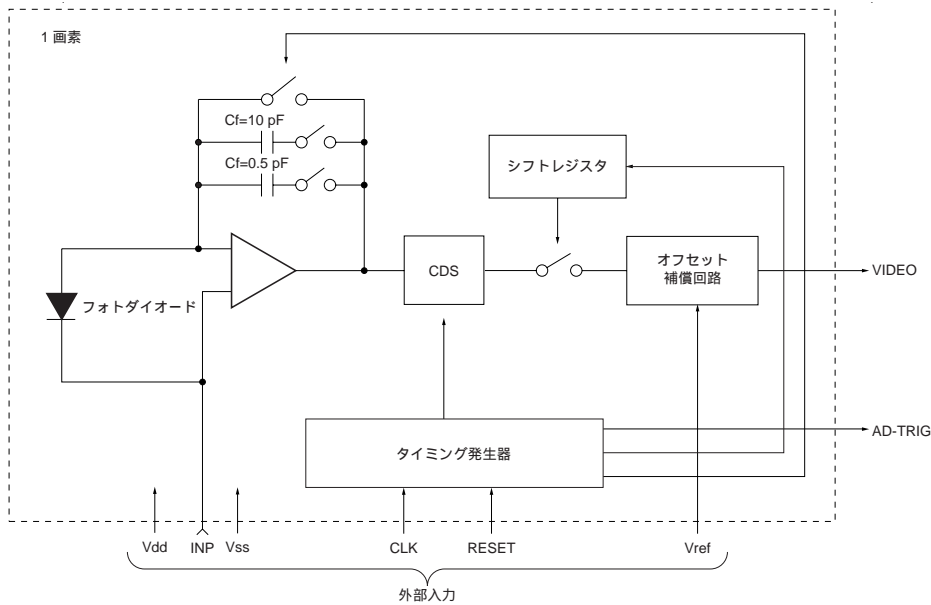 1 画素
Cf=10 pF
Cf=0.5 pF
シフトレジスタ
CDS
オフセット
補償回路
VIDEO
フォトダイオード
タイミング発生器
AD-TRIG
Vdd
INP
Vss
CLK
RESET
Vref
外部入力